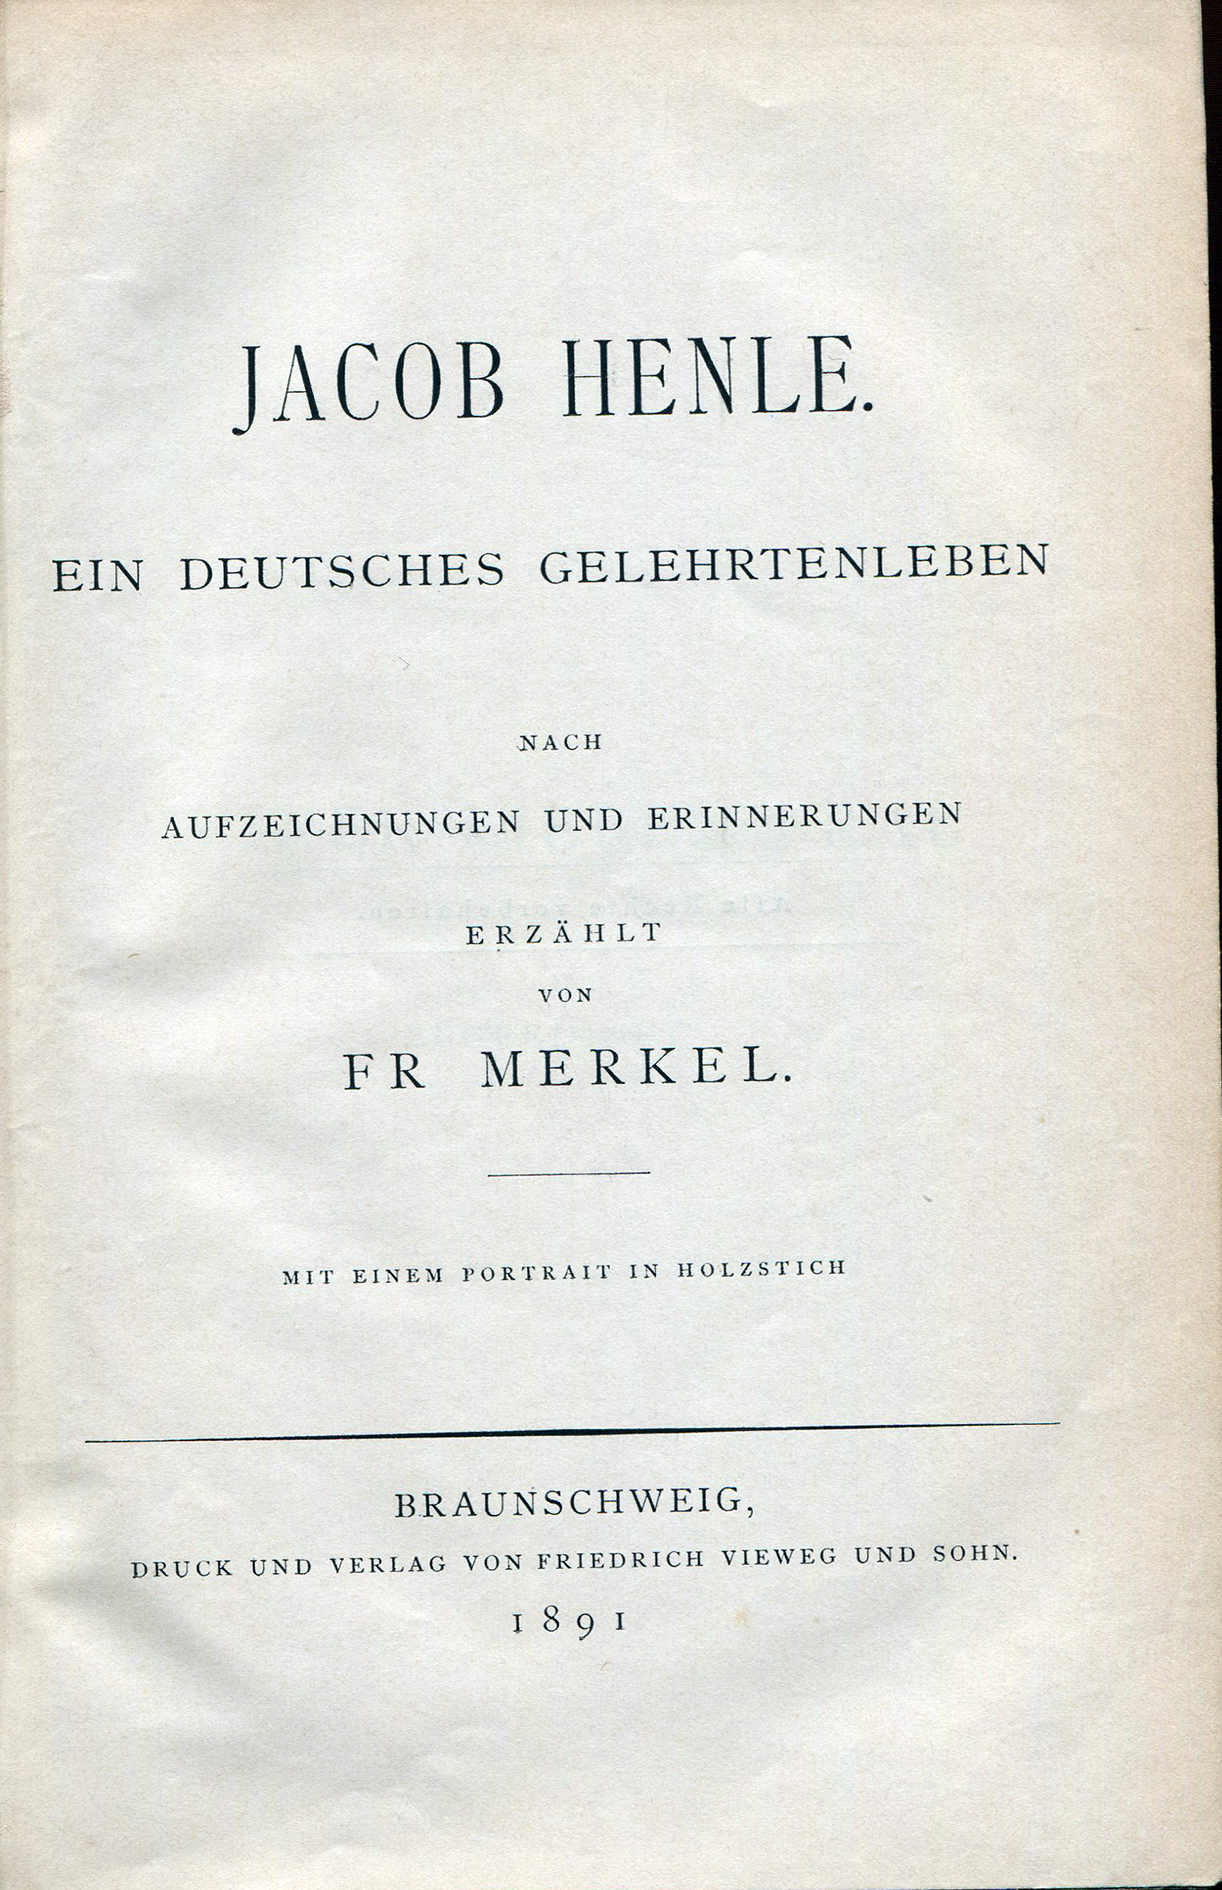 JACOB HENLE.
EIN DEUTSCHES GELEHRTENLEBEN
NACH
AUFZEICHNUNGEN UND ERINNERUNGEN
ERZÄHLT
VON
FR MERKEL.
MIT EINEM PORTRAIT IN HOLZSTICH
BRAUNSCHWEIG,
DRUCK UND VERLAG VON FRIEDRICH VIEWEG UND SOHN.
1891